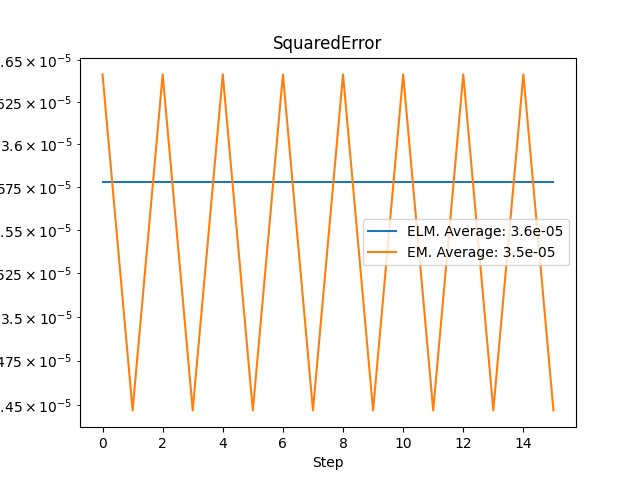 SquaredError
.65 × 10⁻⁵
625 × 10⁻⁵
3.6 × 10⁻⁵
575 × 10⁻⁵
.55 × 10⁻⁵
525 × 10⁻⁵
3.5 × 10⁻⁵
475 × 10⁻⁵
.45 × 10⁻⁵
ELM. Average: 3.6e-05
EM. Average: 3.5e-05
0 2 4 6 8 10 12 14
Step